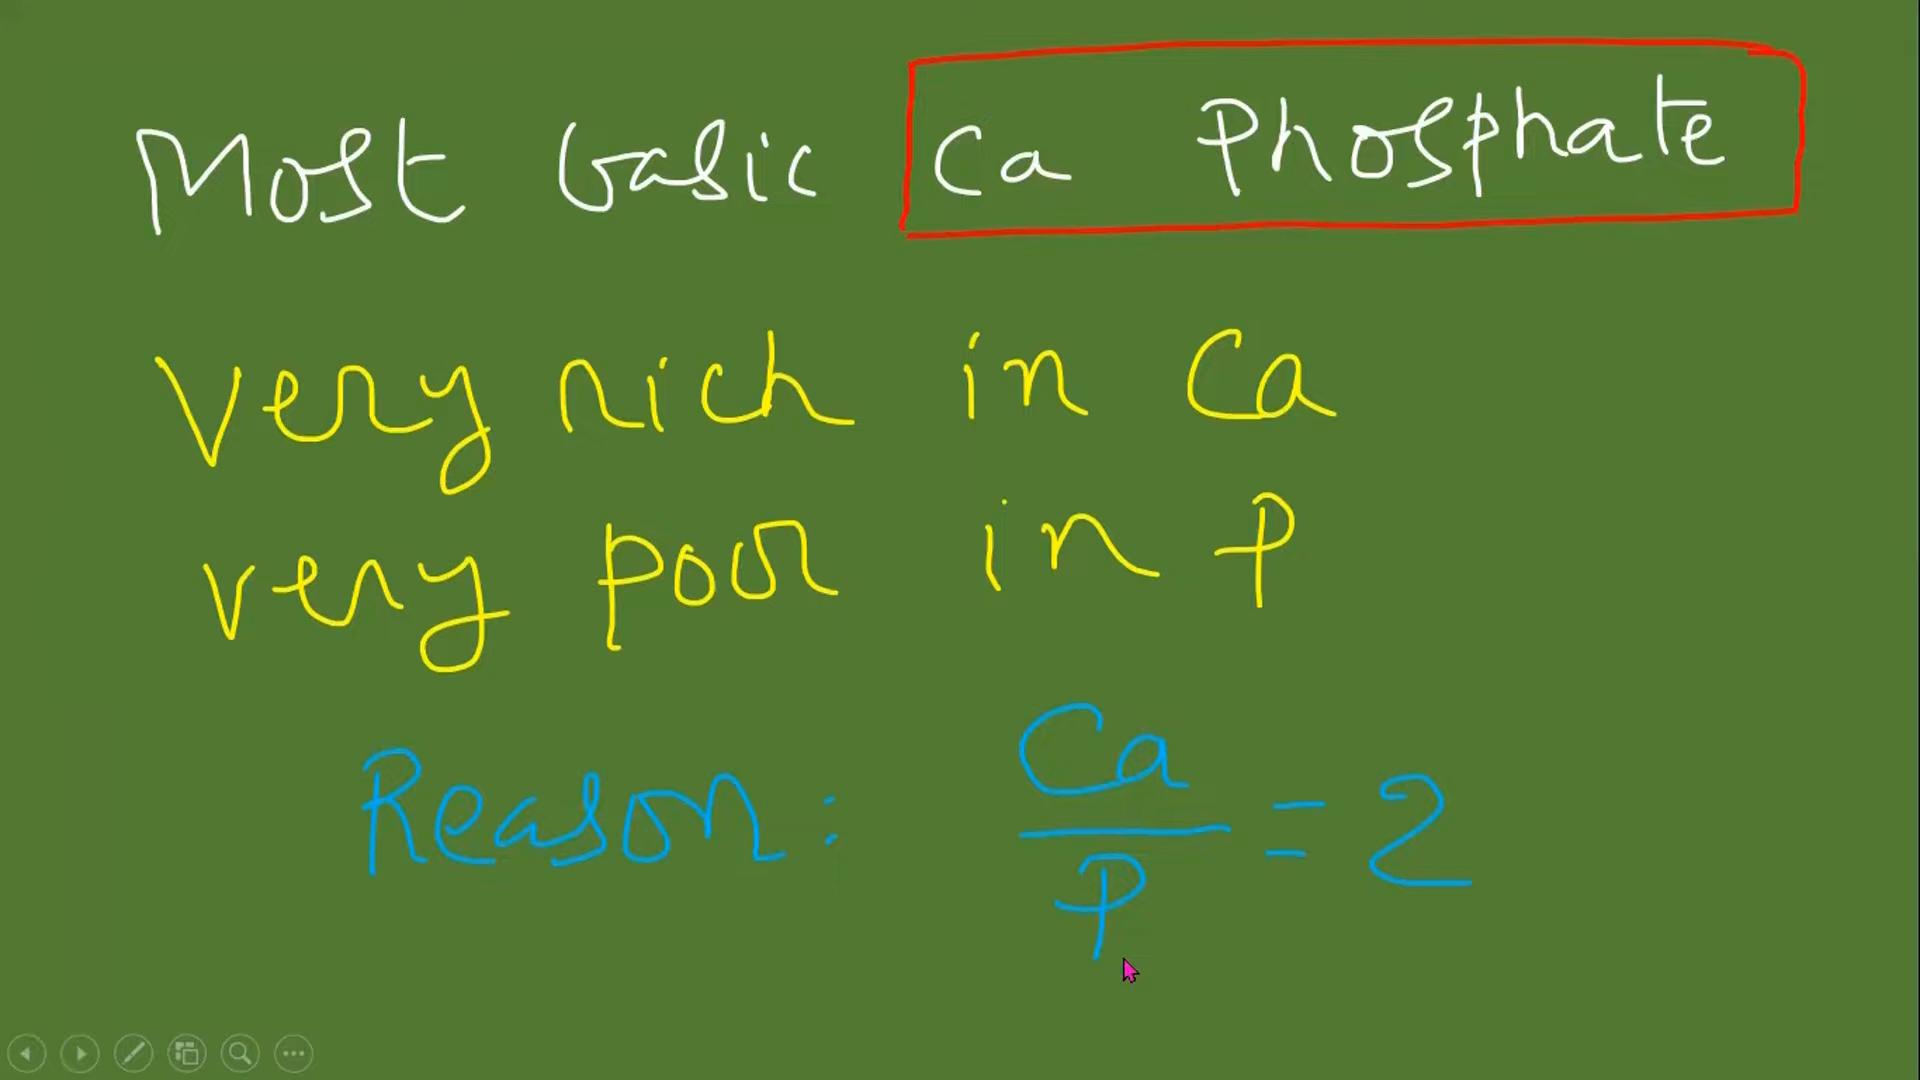 Most basic Ca Phosphate
very rich in Ca
very poor in P
Reason: Ca/P = 2